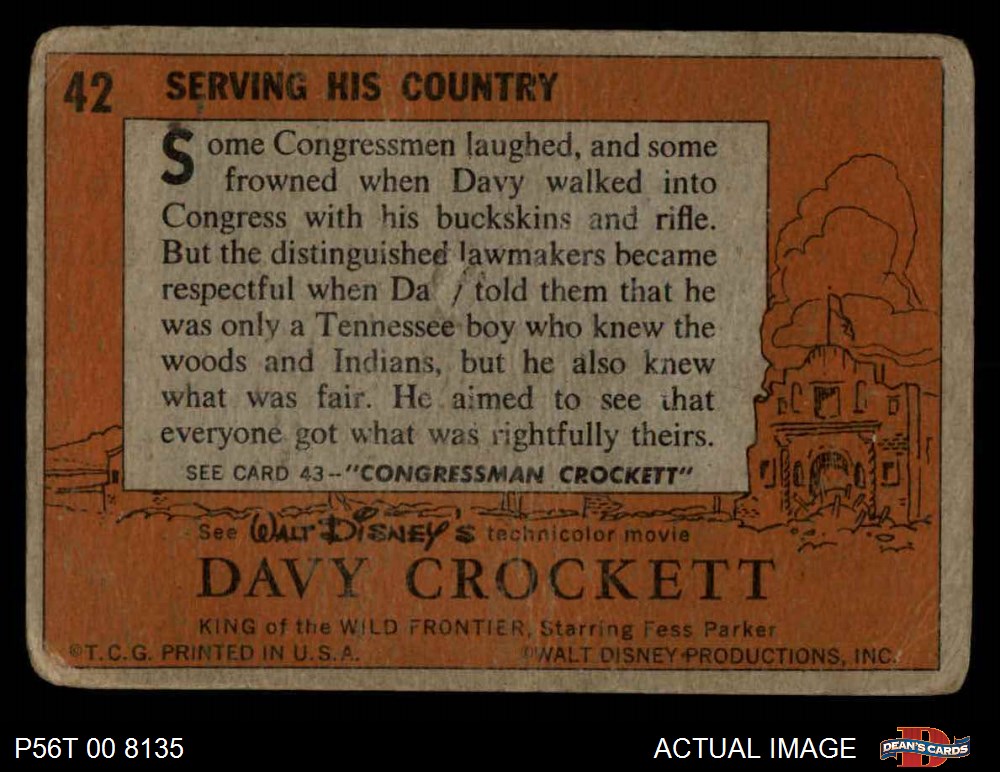 42 SERVING HIS COUNTRY
Some Congressmen laughed, and some
frowned when Davy walked into
Congress with his buckskins and rifle.
But the distinguished lawmakers became
respectful when Da / told them that he
was only a Tennessee boy who knew the
woods and Indians, but he also knew
what was fair. He aimed to see that
everyone got what was rightfully theirs.
SEE CARD 43--"CONGRESSMAN CROCKETT"
See WALT DISNEY'S technicolor movie
DAVY CROCKETT
KING of the WILD FRONTIER, Starring Fess Parker
©T.C.G. PRINTED IN U.S.A. ©WALT DISNEY PRODUCTIONS, INC.
P56T 00 8135 ACTUAL IMAGE DEAN'S CARDS